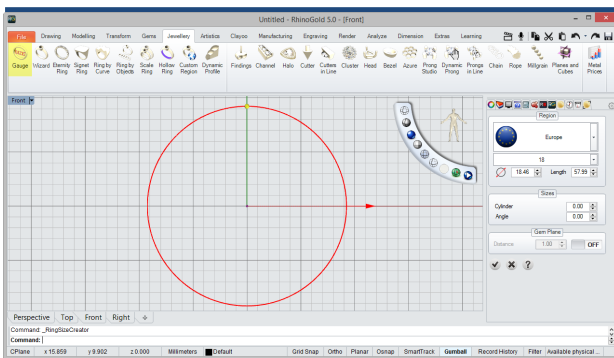 Untitled - RhinoGold 5.0 - [Front]
File Drawing Modelling Transform Gems Jewellery Artistics Clayoo Manufacturing Engraving Render Analyze Dimension Extras Learning
Gauge Wizard Eternity Ring Signet Ring Ring by Curve Ring by Objects Scale Ring Hollow Ring Custom Region Dynamic Profile Findings Channel Halo Cutter Cutters in Line Cluster Head Bezel Azure Prong Studio Dynamic Prong Prongs in Line Chain Rope Millgrain Planes and Cubes Metal Prices
Front
Region
Europe
18
18.46 Length 57.99
Sizes
Cylinder 0.00
Angle 0.00
Gem Plane
Distance 1.00 OFF
Perspective Top Front Right
Command: _RingSizeCreator
Command:
CPlane x 15.859 y 9.902 z 0.000 Millimeters Default Grid Snap Ortho Planar Osnap SmartTrack Gumball Record History Filter Available physical...